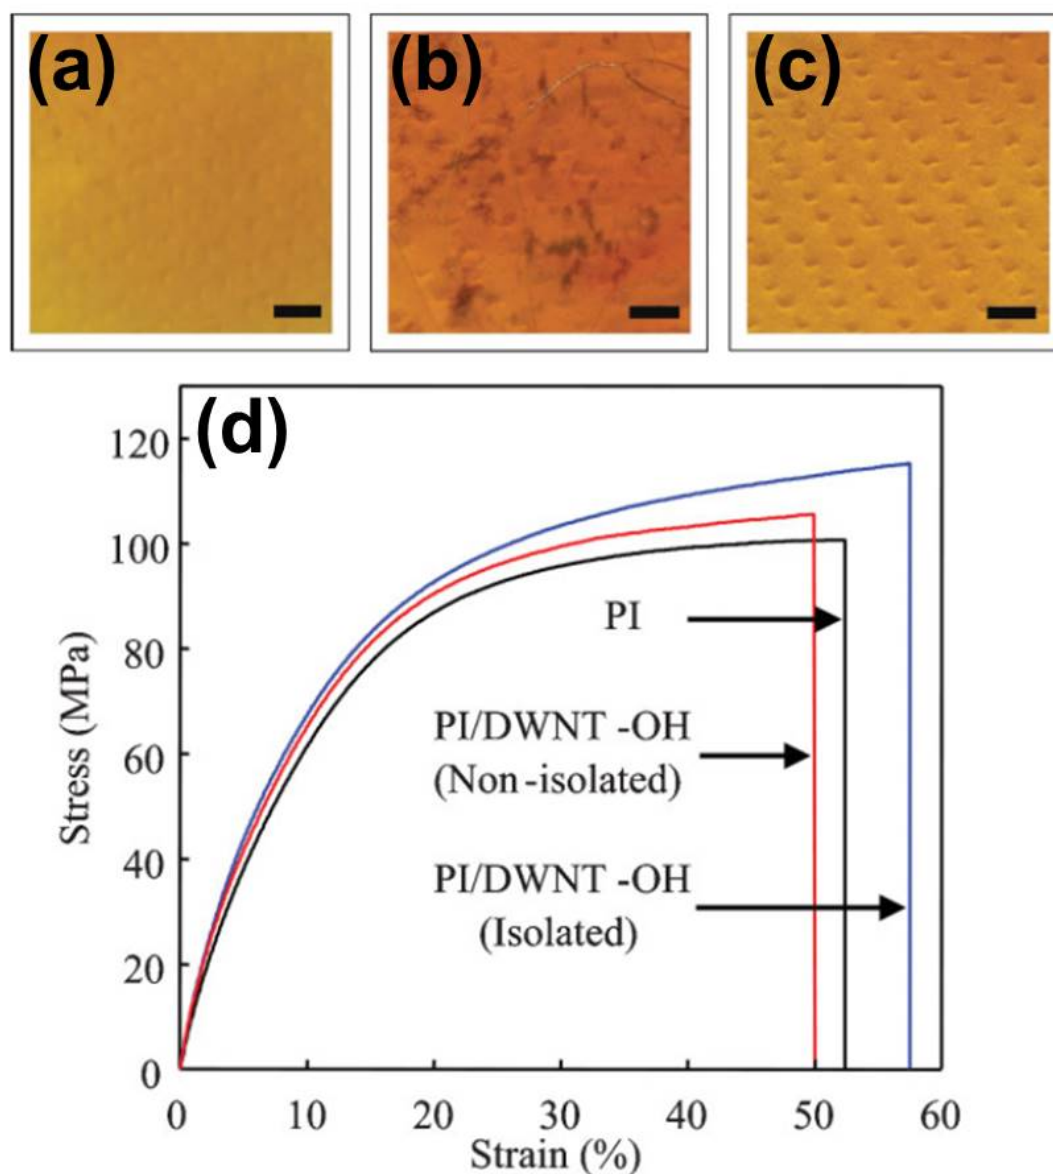 (a)
(b)
(c)
(d)
120
100
80
60
40
20
0
Stress (MPa)
PI
PI/DWNT -OH
(Non-isolated)
PI/DWNT -OH
(Isolated)
0 10 20 30 40 50 60
Strain (%)